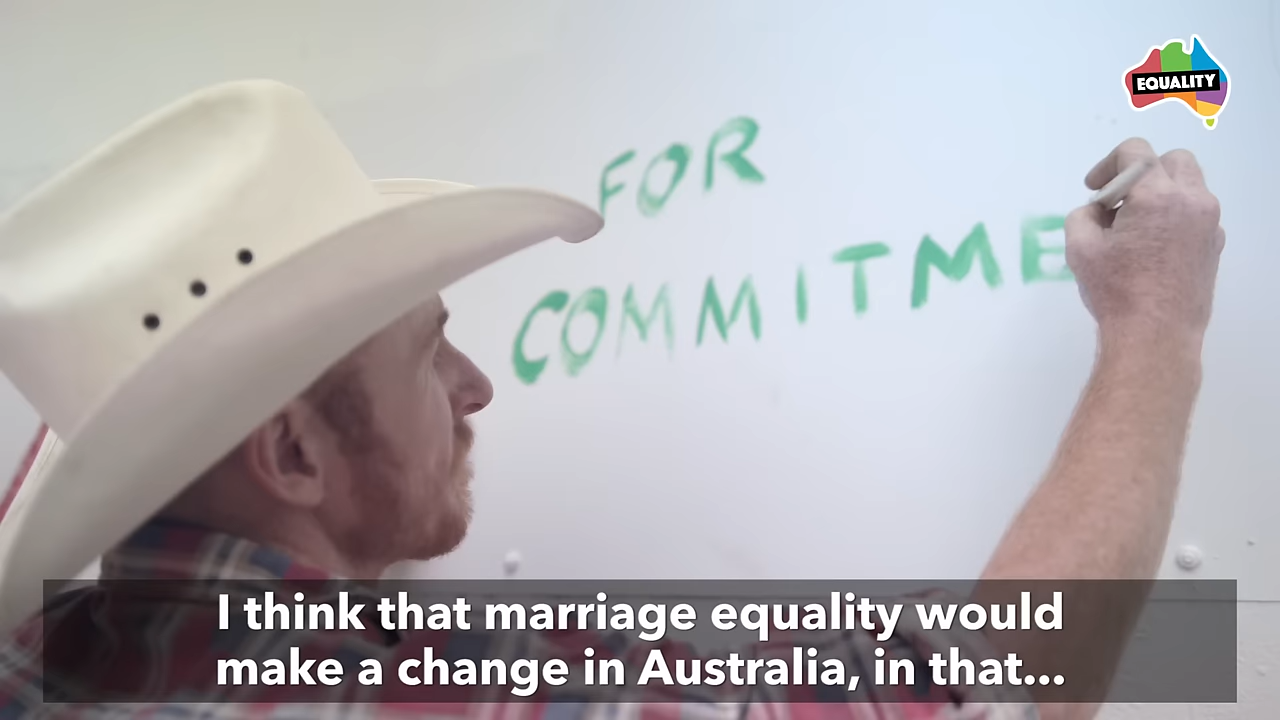 EQUALITY
FOR
COMMITME
I think that marriage equality would
make a change in Australia, in that...